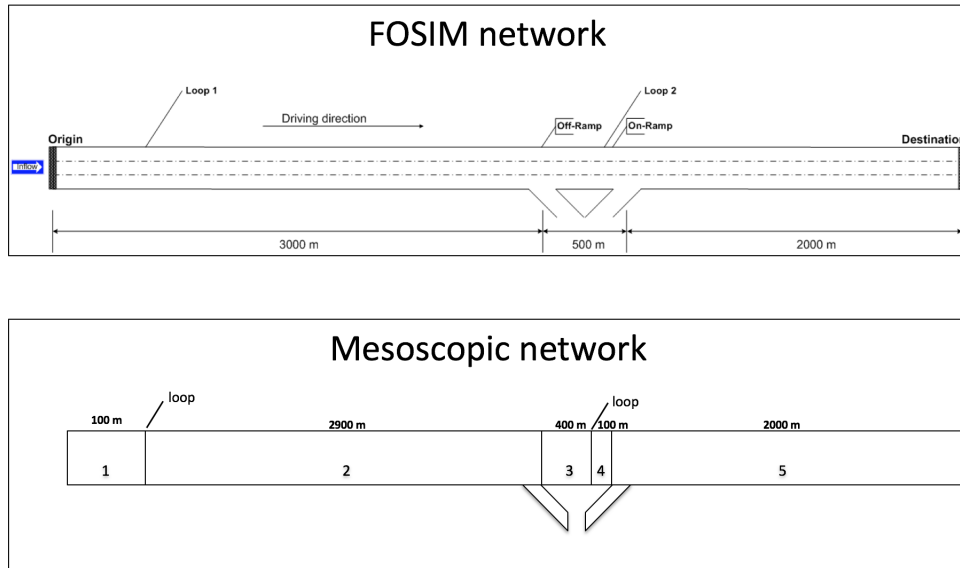 FOSIM network
Loop 1
Loop 2
Driving direction
Off-Ramp
On-Ramp
Origin
Destination
Inflow
3000 m
500 m
2000 m
Mesoscopic network
loop
loop
100 m
2900 m
400 m
100 m
2000 m
1
2
3
4
5